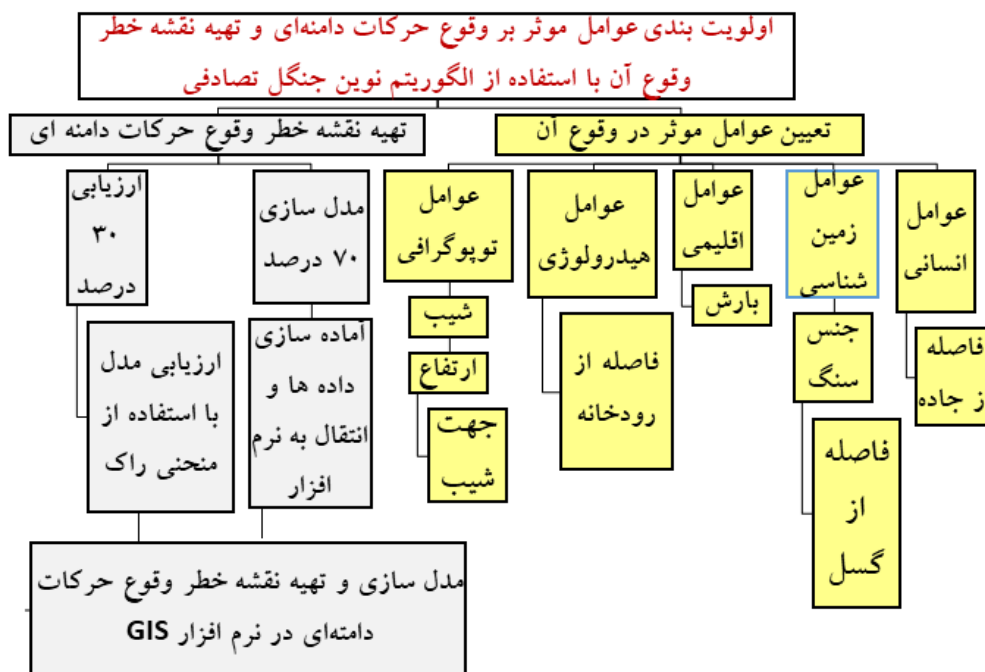 اولویت بندی عوامل موثر بر وقوع حرکات دامنه‌ای و تهیه نقشه خطر
وقوع آن با استفاده از الگوریتم نوین جنگل تصادفی
تعیین عوامل موثر در وقوع آن
تهیه نقشه خطر وقوع حرکات دامنه ای
عوامل
انسانی
فاصله
از جاده
عوامل
زمین
شناسی
جنس
سنگ
فاصله
از
گسل
عوامل
اقلیمی
بارش
عوامل
هیدرولوژی
فاصله از
رودخانه
عوامل
توپوگرافی
شیب
ارتفاع
جهت
شیب
مدل سازی
۷۰ درصد
آماده سازی
داده ها و
انتقال به نرم
افزار
ارزیابی
۳۰
درصد
ارزیابی مدل
با استفاده از
منحنی راک
مدل سازی و تهیه نقشه خطر وقوع حرکات
دامته‌ای در نرم افزار GIS